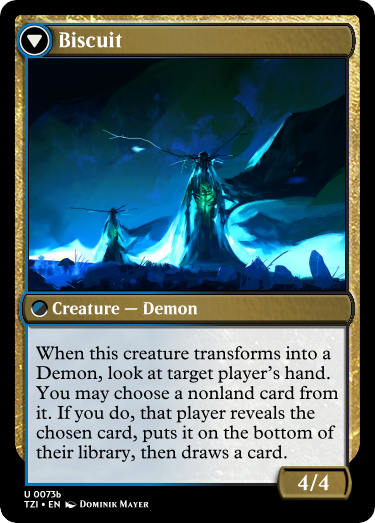 Biscuit
Creature — Demon
When this creature transforms into a
Demon, look at target player's hand.
You may choose a nonland card from
it. If you do, that player reveals the
chosen card, puts it on the bottom of
their library, then draws a card.
4/4
U 0073b
TZI • EN Dominik Mayer